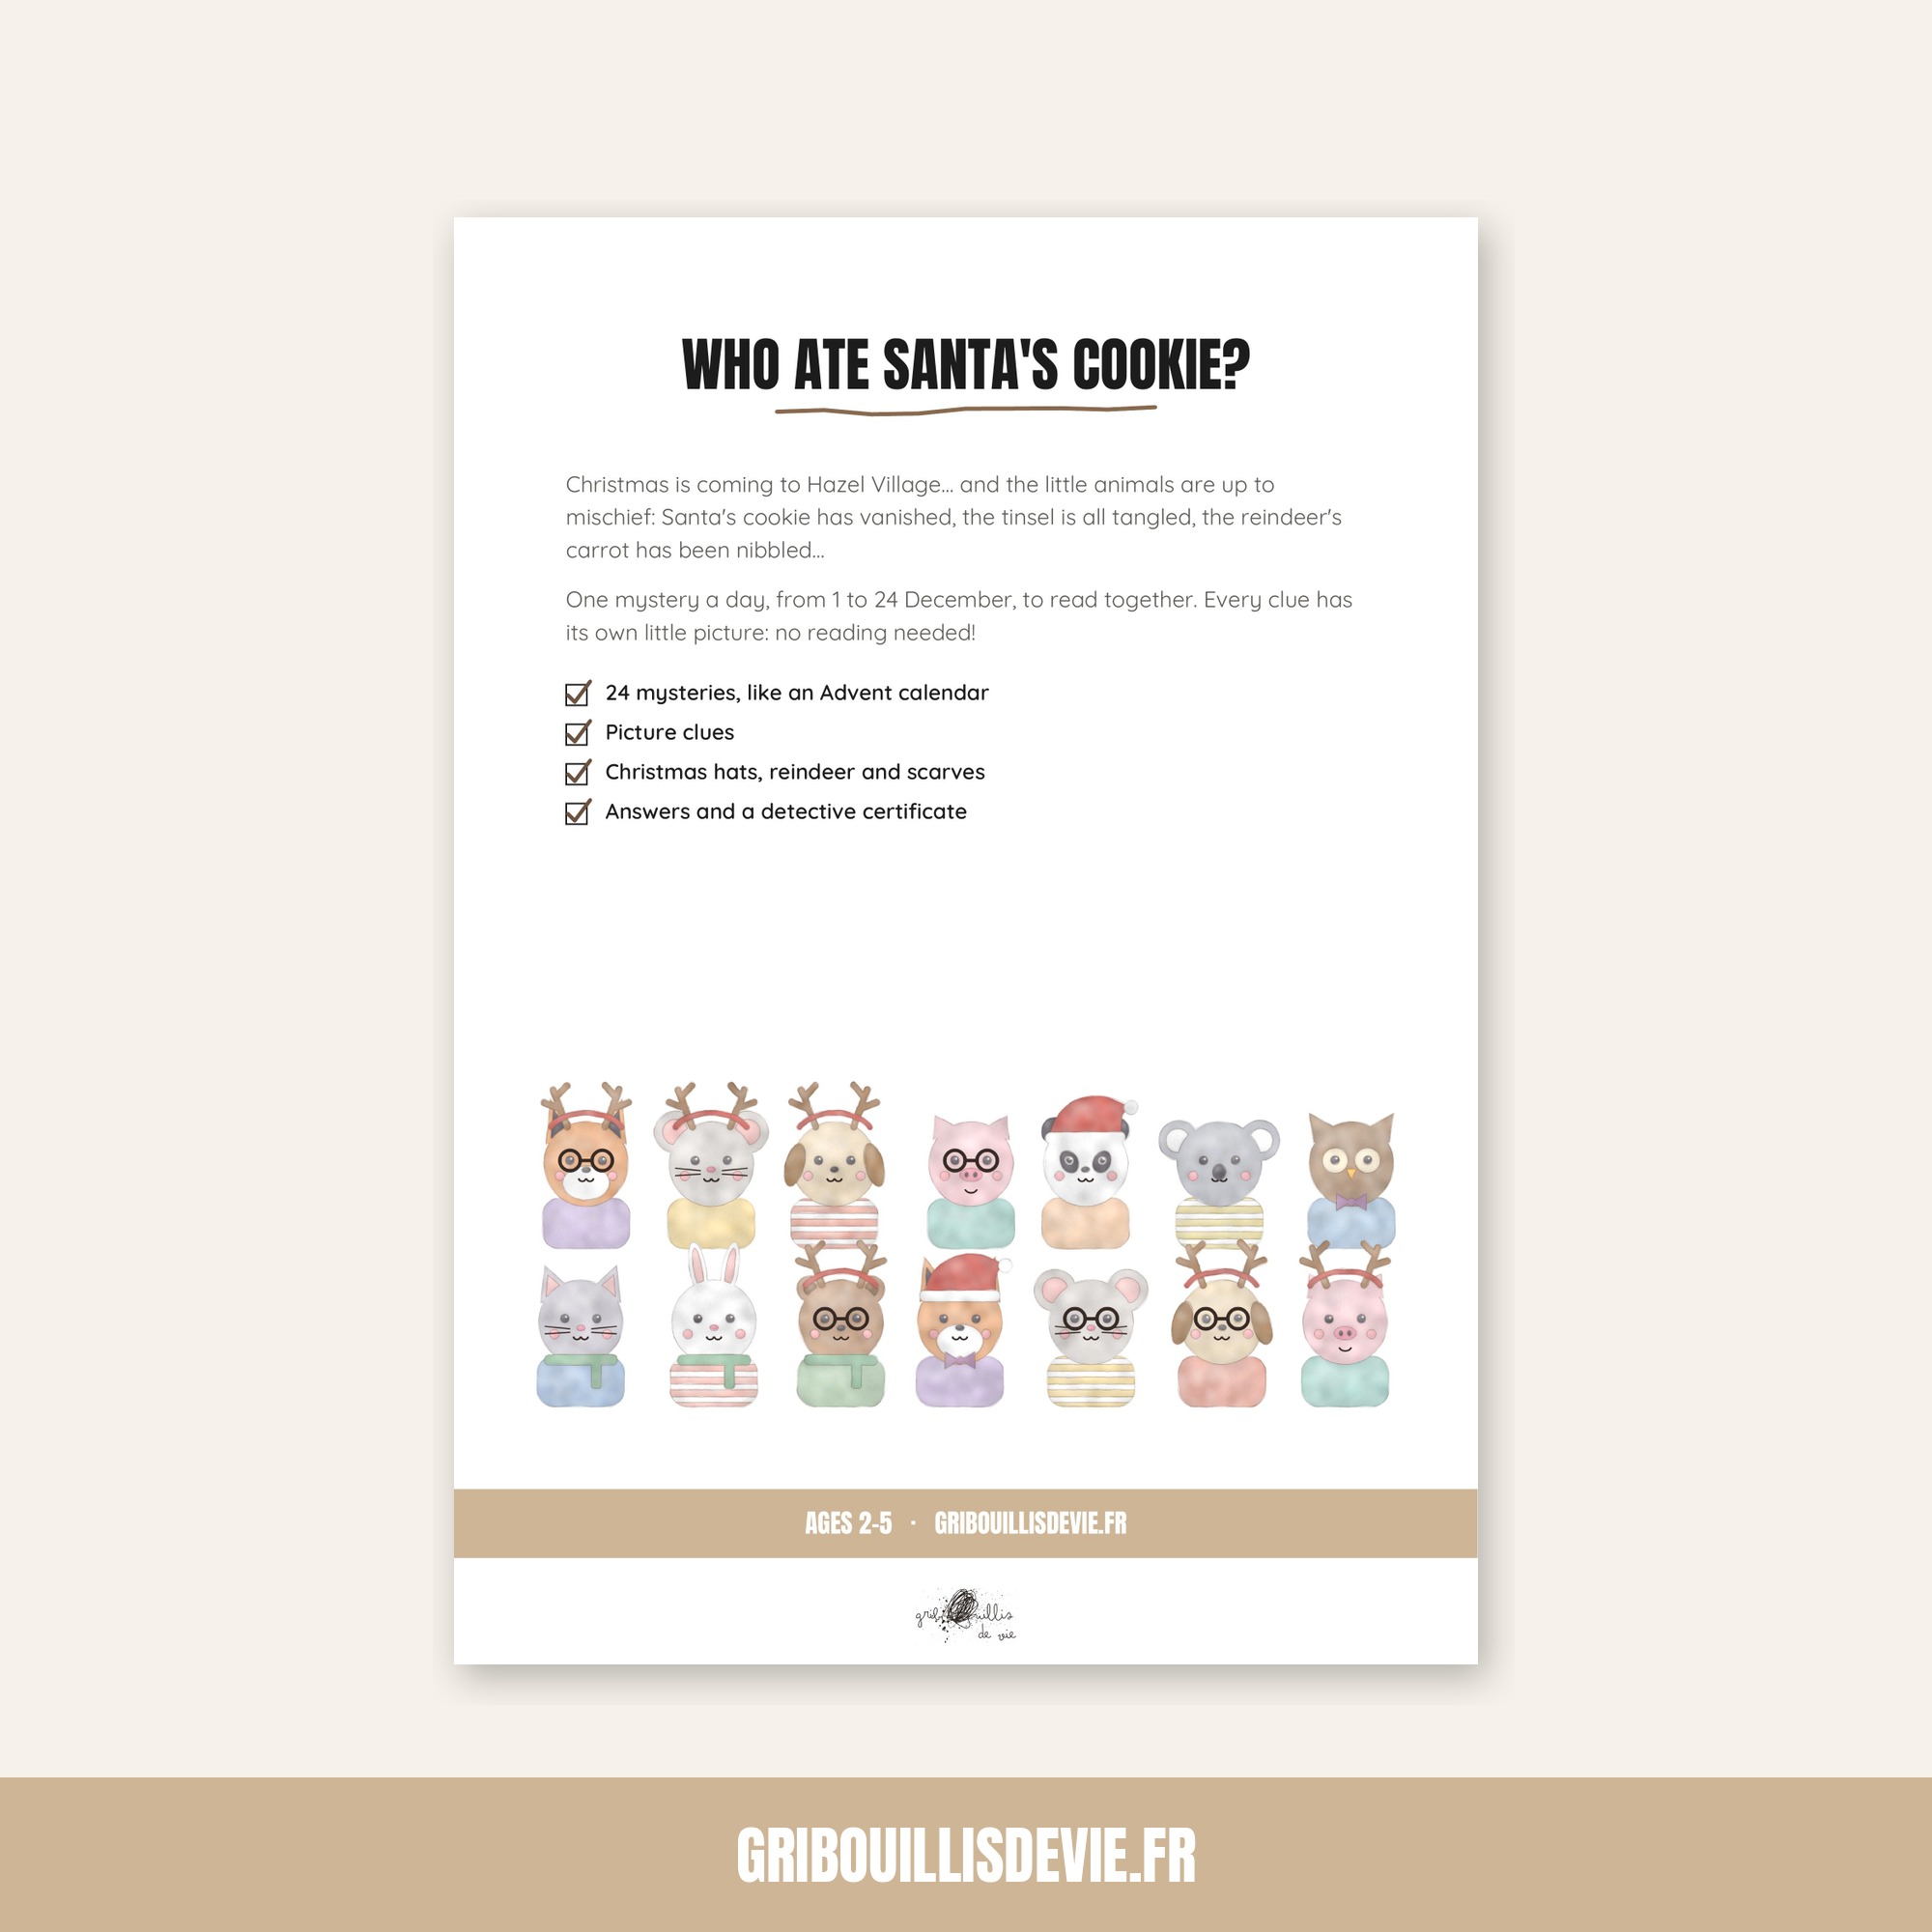 WHO ATE SANTA'S COOKIE?
Christmas is coming to Hazel Village... and the little animals are up to
mischief: Santa's cookie has vanished, the tinsel is all tangled, the reindeer's
carrot has been nibbled...
One mystery a day, from 1 to 24 December, to read together. Every clue has
its own little picture: no reading needed!
24 mysteries, like an Advent calendar
Picture clues
Christmas hats, reindeer and scarves
Answers and a detective certificate
AGES 2-5 · GRIBOUILLISDEVIE.FR
de vie
GRIBOUILLISDEVIE.FR